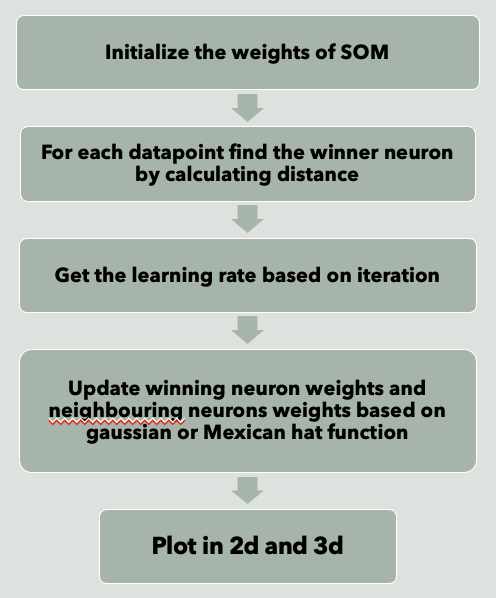 Initialize the weights of SOM
For each datapoint find the winner neuron
by calculating distance
Get the learning rate based on iteration
Update winning neuron weights and
neighbouring neurons weights based on
gaussian or Mexican hat function
Plot in 2d and 3d